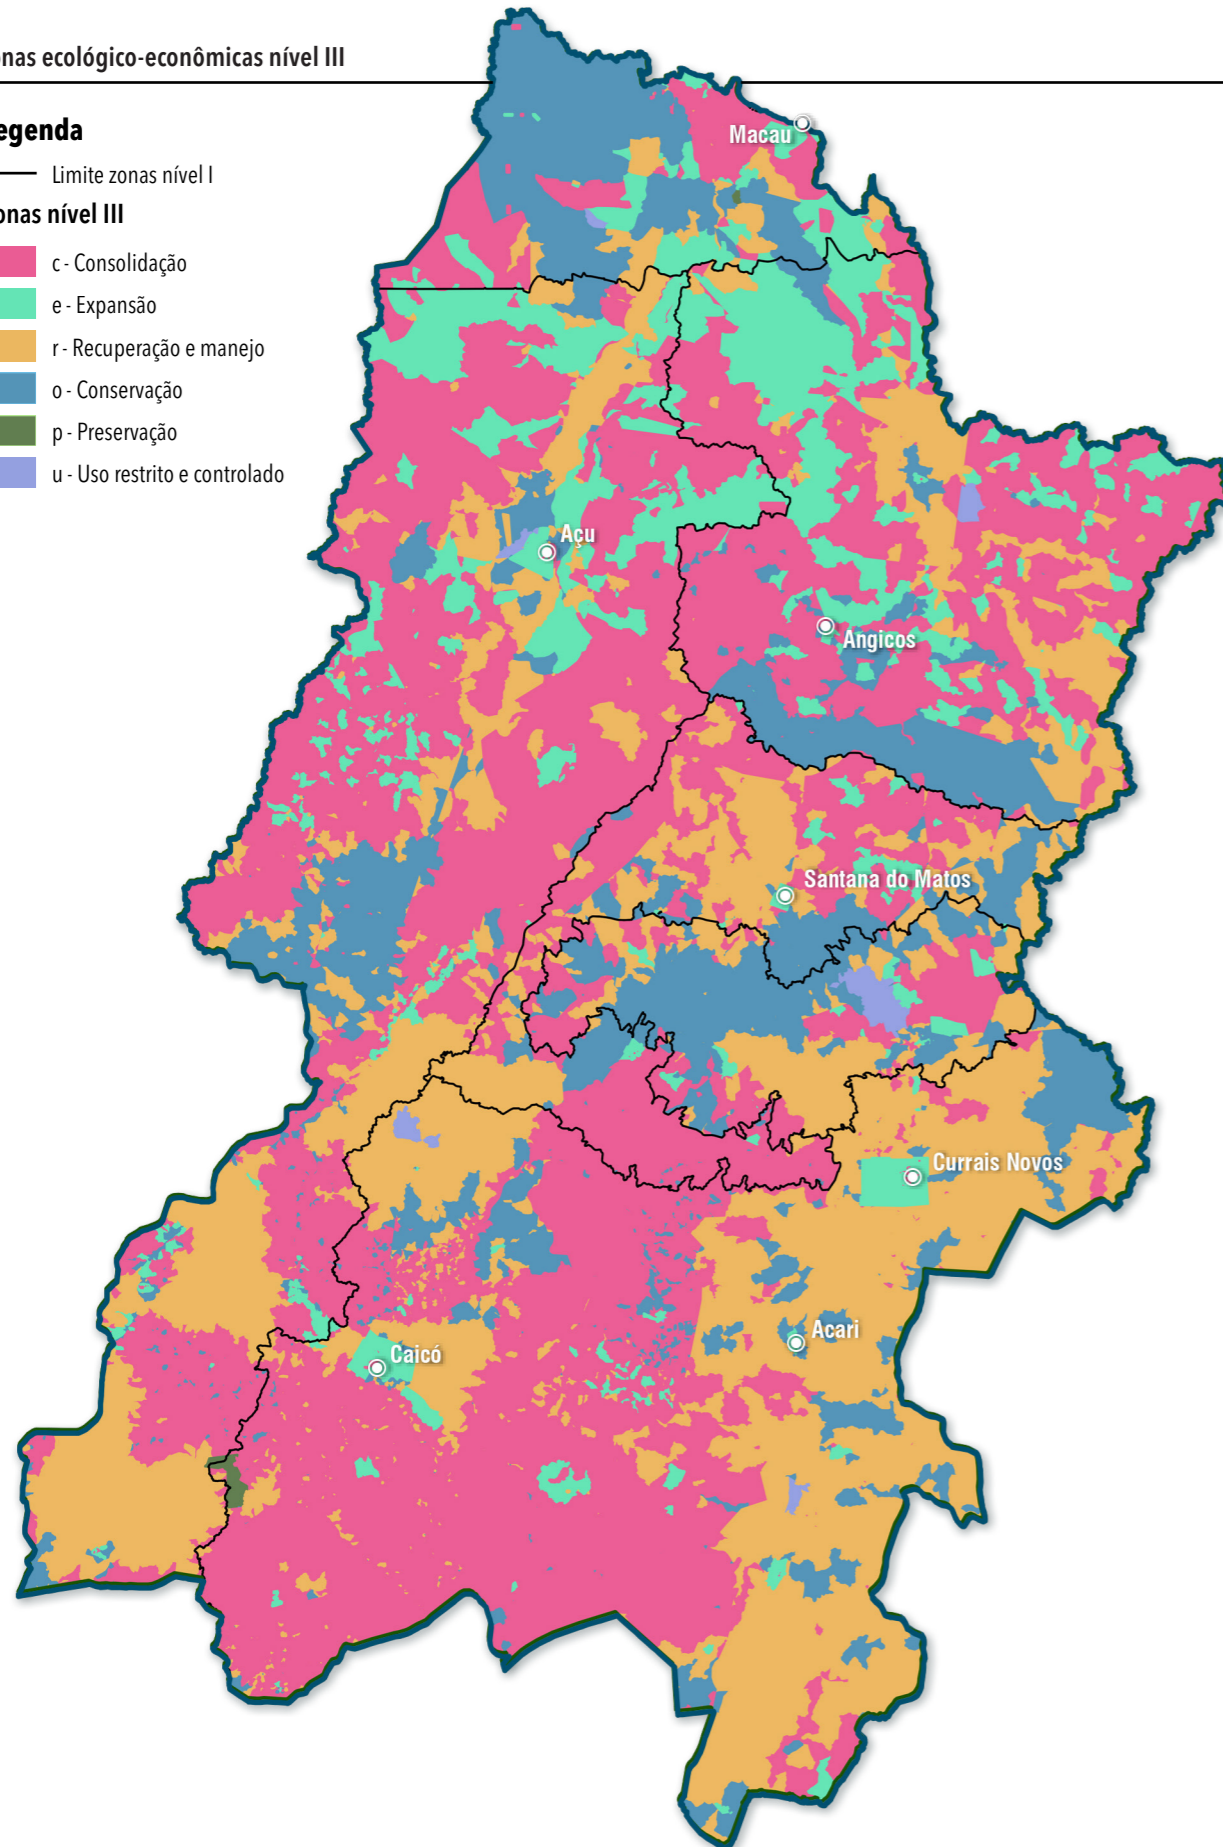 onas ecológico-econômicas nível III
egenda
Limite zonas nível I
onas nível III
c - Consolidação
e - Expansão
r - Recuperação e manejo
o - Conservação
p - Preservação
u - Uso restrito e controlado
Macau
Açu
Angicos
Santana do Matos
Currais Novos
Acari
Caicó